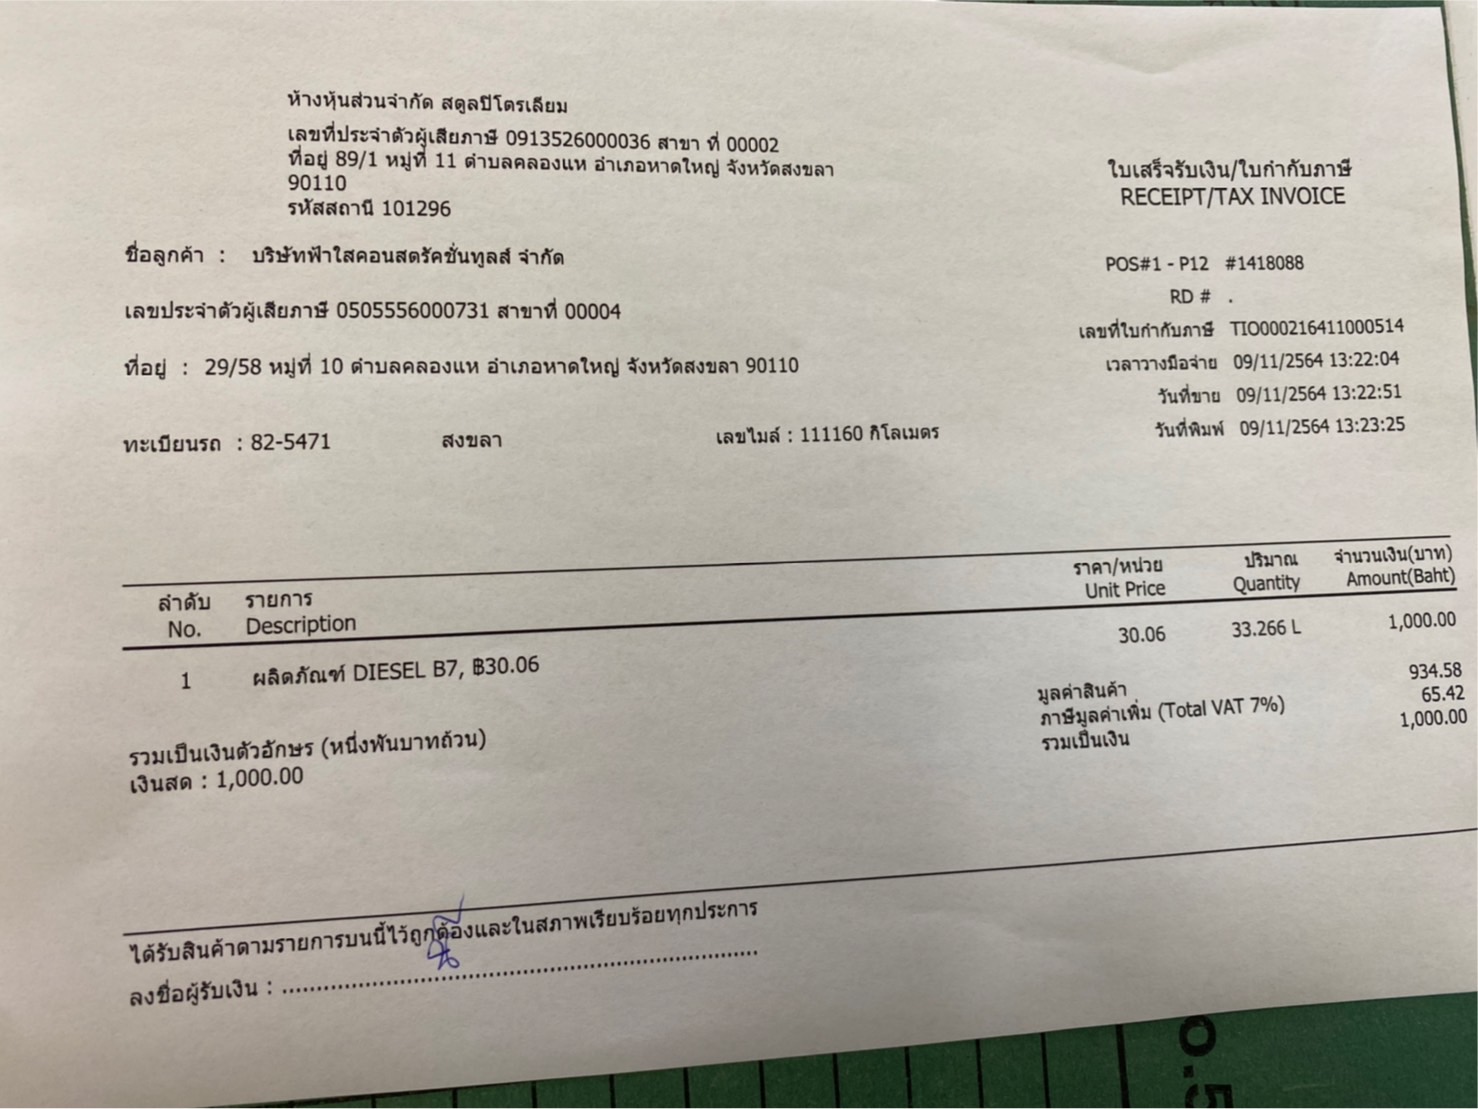 ห้างหุ้นส่วนจำกัด สตูลปิโตรเลียม
เลขที่ประจำตัวผู้เสียภาษี 0913526000036 สาขา ที่ 00002
ที่อยู่ 89/1 หมู่ที่ 11 ตำบลคลองแห อำเภอหาดใหญ่ จังหวัดสงขลา
90110
รหัสสถานี 101296
ใบเสร็จรับเงิน/ใบกำกับภาษี
RECEIPT/TAX INVOICE
ชื่อลูกค้า : บริษัทฟ้าใสคอนสตรัคชั่นทูลส์ จำกัด
เลขประจำตัวผู้เสียภาษี 0505556000731 สาขาที่ 00004
ที่อยู่ : 29/58 หมู่ที่ 10 ตำบลคลองแห อำเภอหาดใหญ่ จังหวัดสงขลา 90110
ทะเบียนรถ : 82-5471 สงขลา เลขไมล์ : 111160 กิโลเมตร
POS#1 - P12 #1418088
RD # .
เลขที่ใบกำกับภาษี TIO000216411000514
เวลาวางมือจ่าย 09/11/2564 13:22:04
วันที่ขาย 09/11/2564 13:22:51
วันที่พิมพ์ 09/11/2564 13:23:25
ลำดับ รายการ ราคา/หน่วย ปริมาณ จำนวนเงิน(บาท)
No. Description Unit Price Quantity Amount(Baht)
1 ผลิตภัณฑ์ DIESEL B7, ฿30.06 30.06 33.266 L 1,000.00
มูลค่าสินค้า 934.58
ภาษีมูลค่าเพิ่ม (Total VAT 7%) 65.42
รวมเป็นเงิน 1,000.00
รวมเป็นเงินตัวอักษร (หนึ่งพันบาทถ้วน)
เงินสด : 1,000.00
ได้รับสินค้าตามรายการบนนี้ไว้ถูกต้องและในสภาพเรียบร้อยทุกประการ
ลงชื่อผู้รับเงิน : ......................................................................
0.5